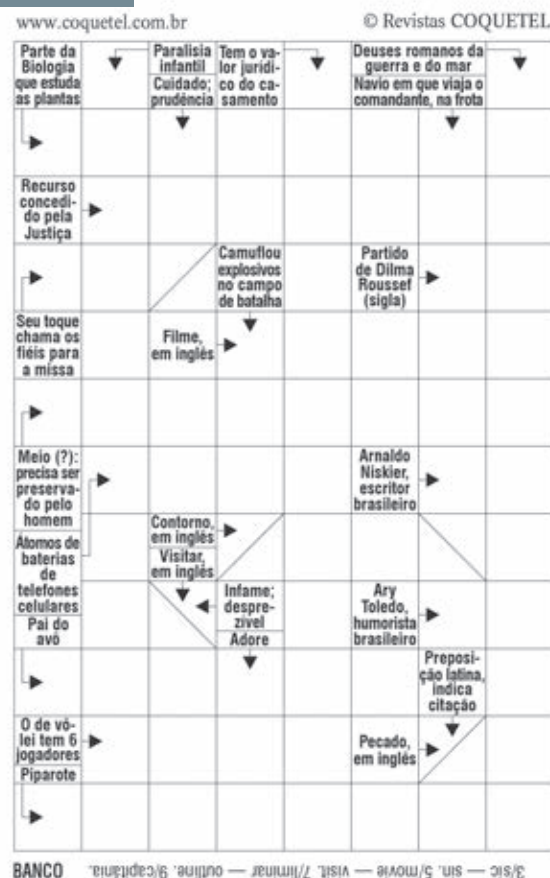 www.coquetel.com.br
© Revistas COQUETEL
Parte da
Biologia
que estuda
as plantas
Paralisia
infantil
Cuidado;
prudência
Tem o va-
lor jurídi-
co do ca-
samento
Deuses romanos da
guerra e do mar
Navio em que viaja o
comandante, na frota
Recurso
concedi-
do pela
Justiça
Camuflou
explosivos
no campo
de batalha
Partido
de Dilma
Roussef
(sigla)
Seu toque
chama os
fiéis para
a missa
Filme,
em inglês
Meio (?):
precisa ser
preserva-
do pelo
homem
Arnaldo
Niskier,
escritor
brasileiro
Átomos de
baterias
de
telefones
celulares
Contorno,
em inglês
Visitar,
em inglês
Pai do
avô
Infame;
despre-
zível
Adore
Ary
Toledo,
humorista
brasileiro
Preposi-
ção latina,
indica
citação
O de vô-
lei tem 6
jogadores
Piparote
Pecado,
em inglês
BANCO
3/sic — sin. 5/movie — visit. 7/liminar — outline. 9/capitânia.